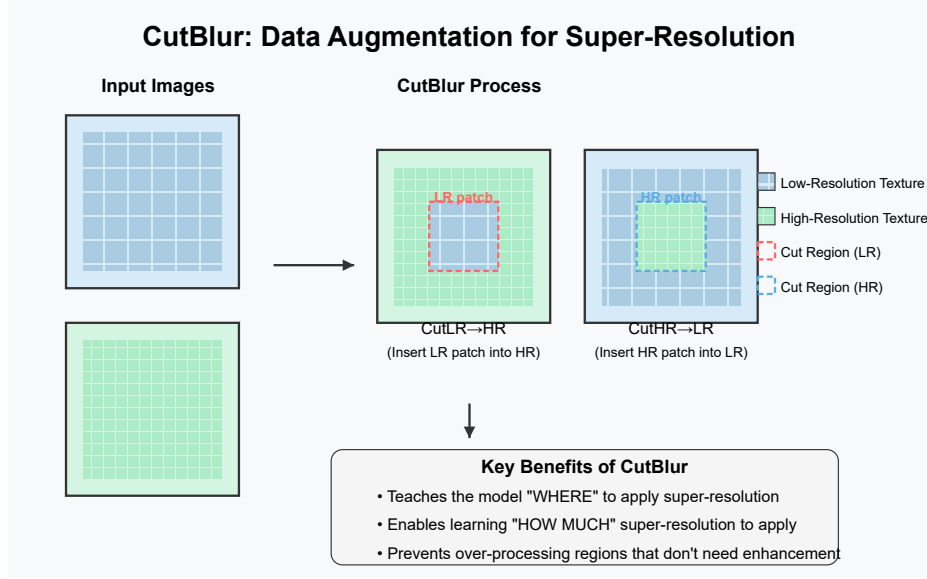 CutBlur: Data Augmentation for Super-Resolution
Input Images
CutBlur Process
LR patch
HR patch
Low-Resolution Texture
High-Resolution Texture
Cut Region (LR)
Cut Region (HR)
CutLR→HR
(Insert LR patch into HR)
CutHR→LR
(Insert HR patch into LR)
Key Benefits of CutBlur
• Teaches the model "WHERE" to apply super-resolution
• Enables learning "HOW MUCH" super-resolution to apply
• Prevents over-processing regions that don't need enhancement